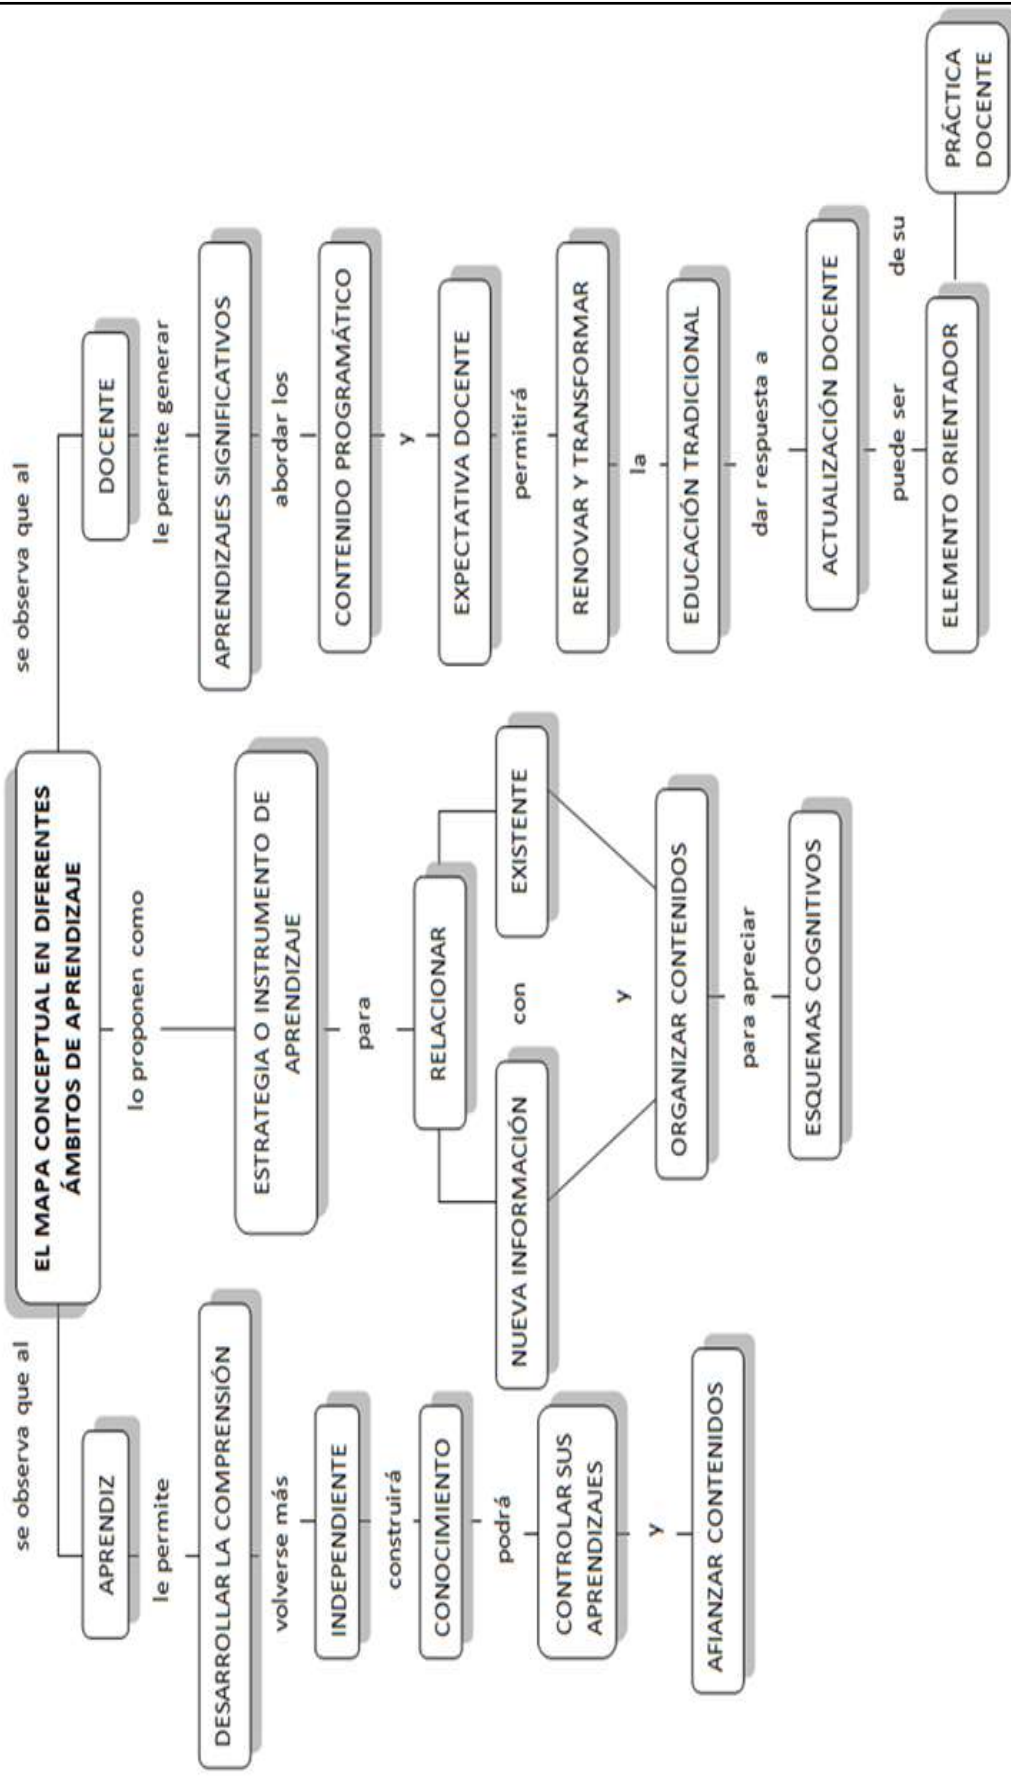 EL MAPA CONCEPTUAL EN DIFERENTES
ÁMBITOS DE APRENDIZAJE
se observa que al
APRENDIZ
le permite
DESARROLLAR LA COMPRENSIÓN
volverse más
INDEPENDIENTE
construirá
CONOCIMIENTO
podrá
CONTROLAR SUS
APRENDIZAJES
y
AFIANZAR CONTENIDOS
lo proponen como
ESTRATEGIA O INSTRUMENTO DE
APRENDIZAJE
para
RELACIONAR
NUEVA INFORMACIÓN
con
EXISTENTE
y
ORGANIZAR CONTENIDOS
para apreciar
ESQUEMAS COGNITIVOS
se observa que al
DOCENTE
le permite generar
APRENDIZAJES SIGNIFICATIVOS
abordar los
CONTENIDO PROGRAMÁTICO
y
EXPECTATIVA DOCENTE
permitirá
RENOVAR Y TRANSFORMAR
la
EDUCACIÓN TRADICIONAL
dar respuesta a
ACTUALIZACIÓN DOCENTE
puede ser
ELEMENTO ORIENTADOR
de su
PRÁCTICA
DOCENTE